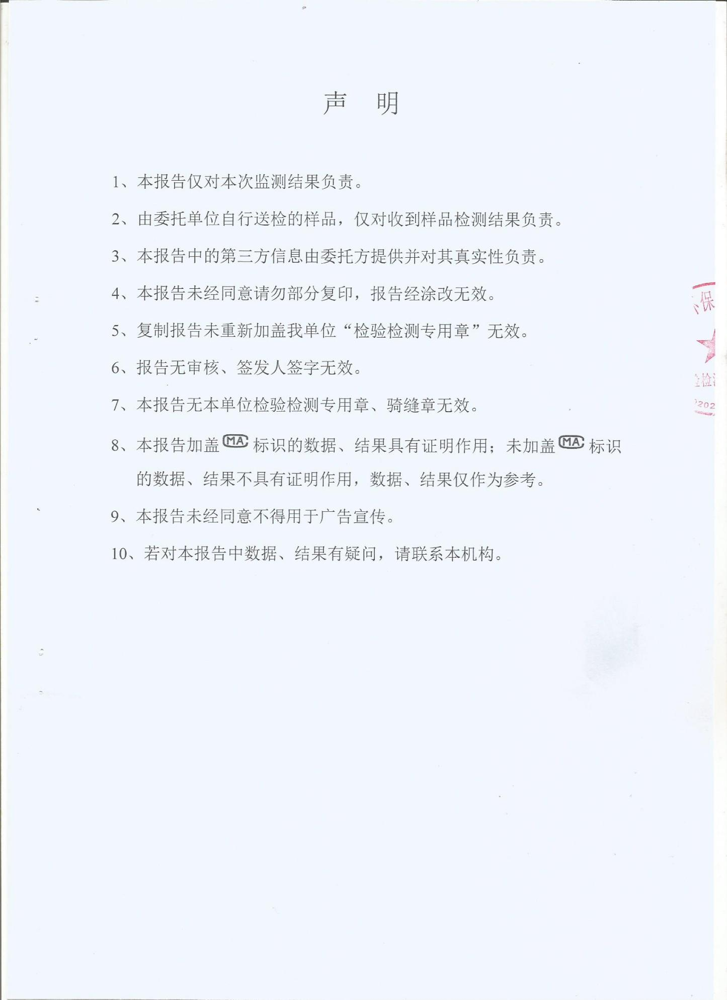 声 明
1、本报告仅对本次监测结果负责。
2、由委托单位自行送检的样品，仅对收到样品检测结果负责。
3、本报告中的第三方信息由委托方提供并对其真实性负责。
4、本报告未经同意请勿部分复印，报告经涂改无效。
5、复制报告未重新加盖我单位“检验检测专用章”无效。
6、报告无审核、签发人签字无效。
7、本报告无本单位检验检测专用章、骑缝章无效。
8、本报告加盖MA标识的数据、结果具有证明作用；未加盖MA标识
的数据、结果不具有证明作用，数据、结果仅作为参考。
9、本报告未经同意不得用于广告宣传。
10、若对本报告中数据、结果有疑问，请联系本机构。
保
检
202